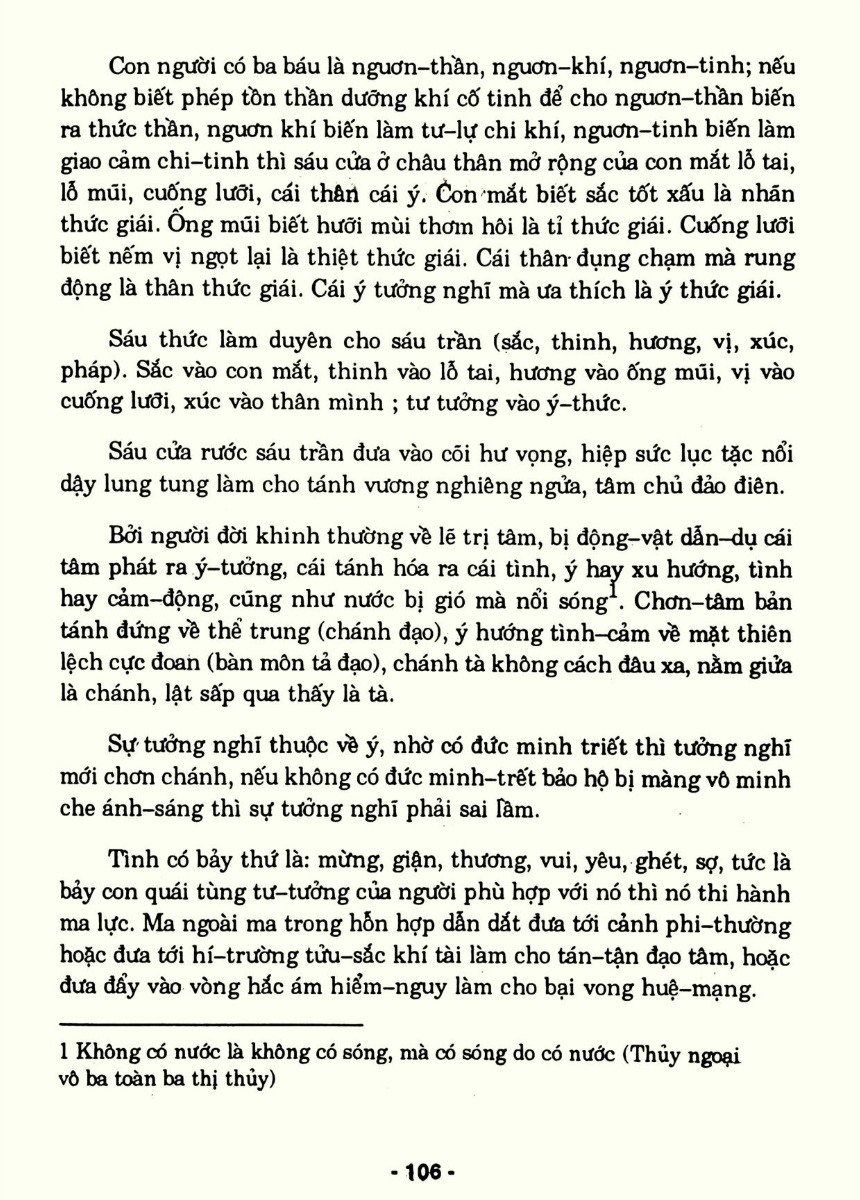 Con người có ba báu là nguơn–thần, nguơn–khí, nguơn–tinh; nếu
không biết phép tồn thần dưỡng khí cố tinh để cho nguơn–thần biến
ra thức thần, nguơn khí biến làm tư–lự chi khí, nguơn–tinh biến làm
giao cảm chi–tinh thì sáu cửa ở châu thân mở rộng của con mắt lỗ tai,
lỗ mũi, cuống lưỡi, cái thân cái ý. Con mắt biết sắc tốt xấu là nhãn
thức giái. Ống mũi biết hưỡi mùi thơm hôi là tỉ thức giái. Cuống lưỡi
biết nếm vị ngọt lại là thiệt thức giái. Cái thân đụng chạm mà rung
động là thân thức giái. Cái ý tưởng nghĩ mà ưa thích là ý thức giái.
Sáu thức làm duyên cho sáu trần (sắc, thinh, hương, vị, xúc,
pháp). Sắc vào con mắt, thinh vào lỗ tai, hương vào ống mũi, vị vào
cuống lưỡi, xúc vào thân mình ; tư tưởng vào ý–thức.
Sáu cửa rước sáu trần đưa vào cõi hư vọng, hiệp sức lục tặc nổi
dậy lung tung làm cho tánh vương nghiêng ngửa, tâm chủ đảo điên.
Bởi người đời khinh thường về lẽ trị tâm, bị động–vật dẫn–dụ cái
tâm phát ra ý–tưởng, cái tánh hóa ra cái tình, ý hay xu hướng, tình
hay cảm–động, cũng như nước bị gió mà nổi sóng1. Chơn–tâm bản
tánh đứng về thể trung (chánh đạo), ý hướng tình–cảm về mặt thiên
lệch cực đoan (bàn môn tả đạo), chánh tà không cách đâu xa, nằm giửa
là chánh, lật sấp qua thấy là tà.
Sự tưởng nghĩ thuộc về ý, nhờ có đức minh triết thì tưởng nghĩ
mới chơn chánh, nếu không có đức minh–trết bảo hộ bị màng vô minh
che ánh–sáng thì sự tưởng nghĩ phải sai lầm.
Tình có bảy thứ là: mừng, giận, thương, vui, yêu, ghét, sợ, tức là
bảy con quái tùng tư–tưởng của người phù hợp với nó thì nó thi hành
ma lực. Ma ngoài ma trong hỗn hợp dẫn dắt đưa tới cảnh phi–thường
hoặc đưa tới hí–trường tửu–sắc khí tài làm cho tán–tận đạo tâm, hoặc
đưa đẩy vào vòng hắc ám hiểm–nguy làm cho bại vong huệ–mạng.
1 Không có nước là không có sóng, mà có sóng do có nước (Thủy ngoại
vô ba toàn ba thị thủy)
- 106 -